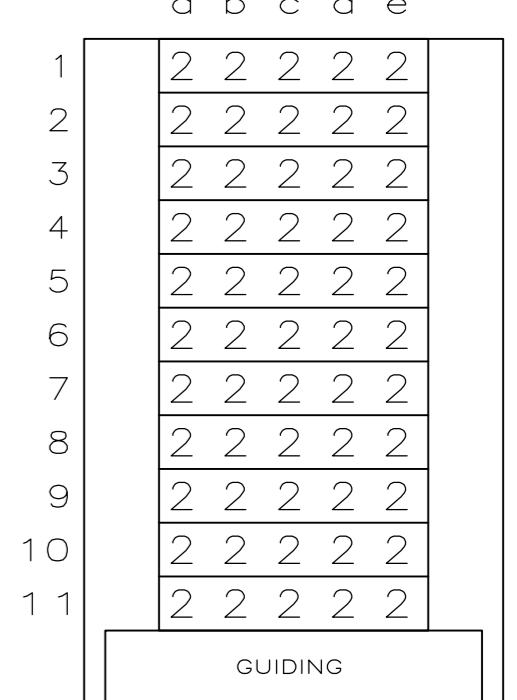 a b c d e
1 2 2 2 2 2
2 2 2 2 2 2
3 2 2 2 2 2
4 2 2 2 2 2
5 2 2 2 2 2
6 2 2 2 2 2
7 2 2 2 2 2
8 2 2 2 2 2
9 2 2 2 2 2
10 2 2 2 2 2
11 2 2 2 2 2
GUIDING